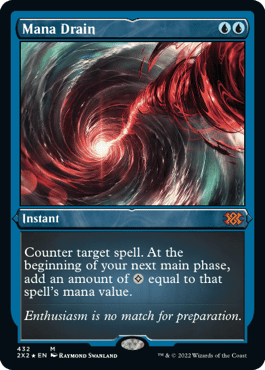 Mana Drain
Instant
Counter target spell. At the
beginning of your next main phase,
add an amount of equal to that
spell's mana value.
Enthusiasm is no match for preparation.
432 M
2X2 ★ EN Raymond Swanland
™ & © 2022 Wizards of the Coast